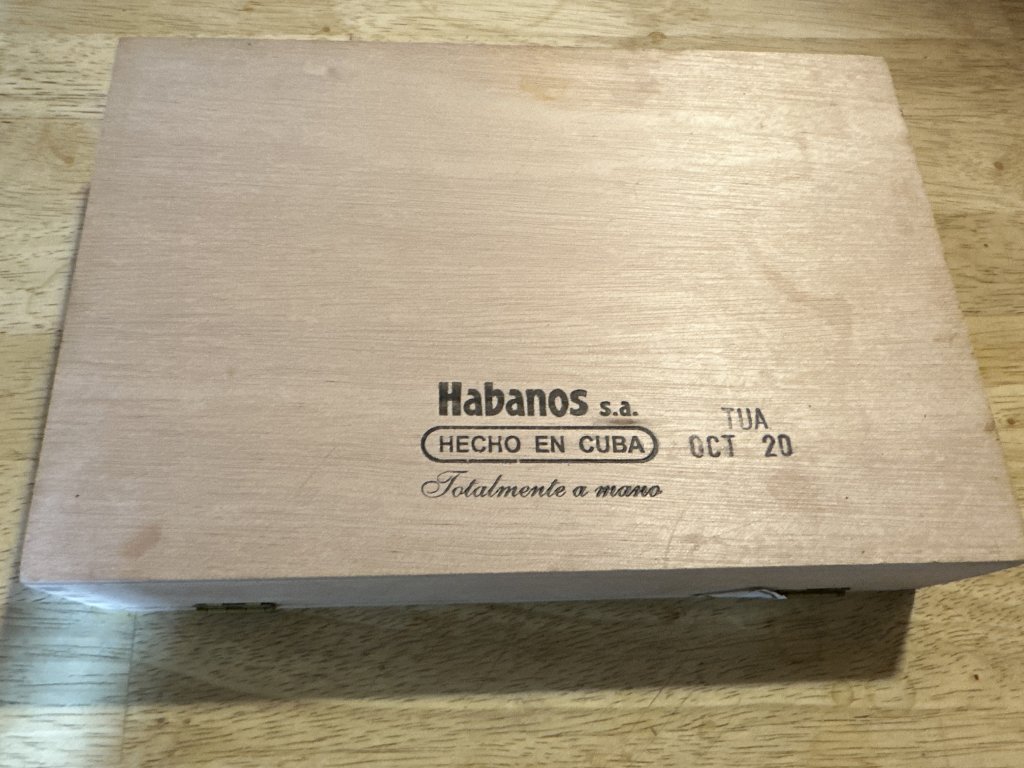 Habanos s.a.
HECHO EN CUBA
Totalmente a mano
TUA
OCT 20